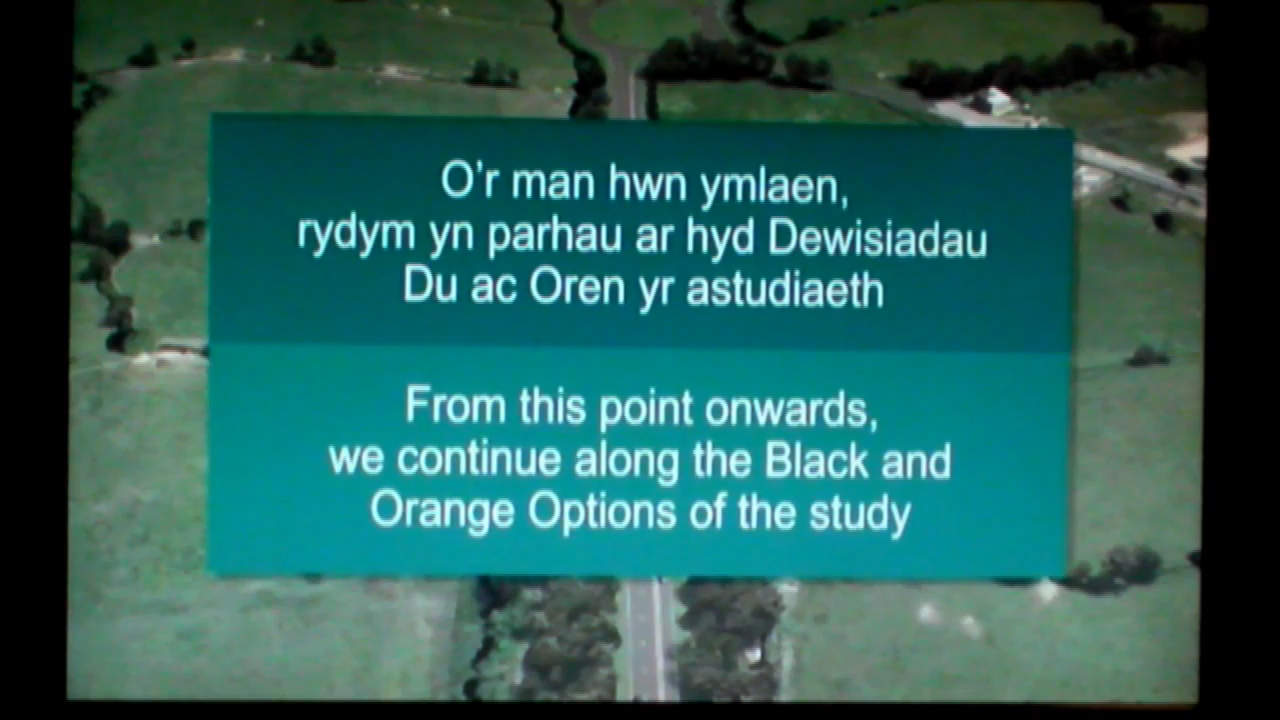 O'r man hwn ymlaen,
rydym yn parhau ar hyd Dewisiadau
Du ac Oren yr astudiaeth
From this point onwards,
we continue along the Black and
Orange Options of the study